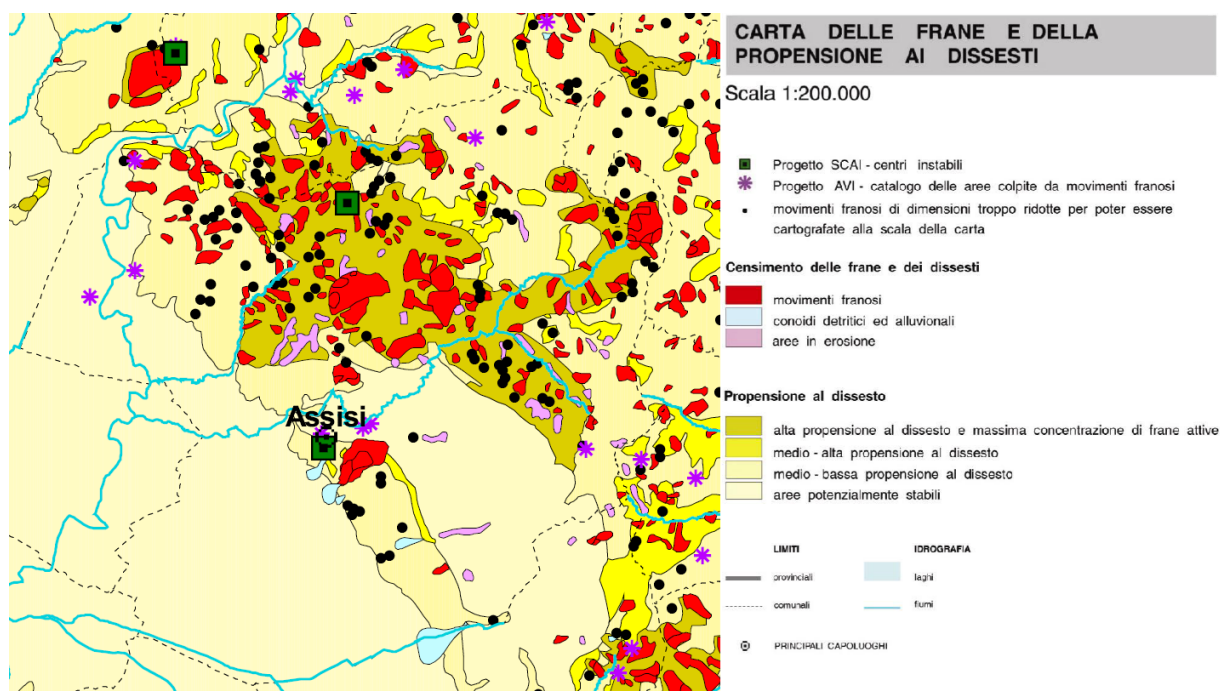 CARTA DELLE FRANE E DELLA
PROPENSIONE AI DISSESTI
Scala 1:200.000
Progetto SCAI - centri instabili
Progetto AVI - catalogo delle aree colpite da movimenti franosi
movimenti franosi di dimensioni troppo ridotte per poter essere
cartografate alla scala della carta
Censimento delle frane e dei dissesti
movimenti franosi
conoidi detritici ed alluvionali
aree in erosione
Assisi
Propensione al dissesto
alta propensione al dissesto e massima concentrazione di frane attive
medio - alta propensione al dissesto
medio - bassa propensione al dissesto
aree potenzialmente stabili
LIMITI
IDROGRAFIA
provinciali
laghi
comunali
fiumi
PRINCIPALI CAPOLUOGHI